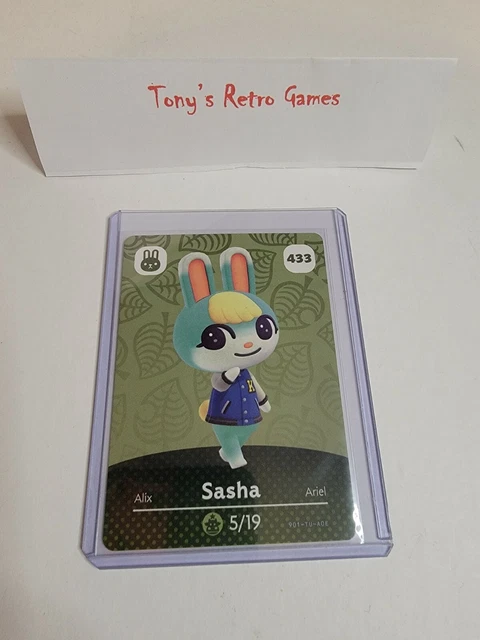 Tony's Retro Games
433
K
Alix Sasha Ariel
5/19